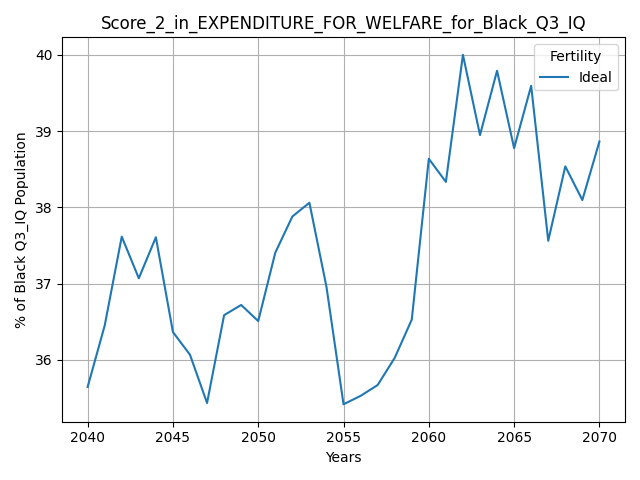 Score_2_in_EXPENDITURE_FOR_WELFARE_for_Black_Q3_IQ
Fertility
Ideal
% of Black Q3_IQ Population
40
39
38
37
36
2040 2045 2050 2055 2060 2065 2070
Years